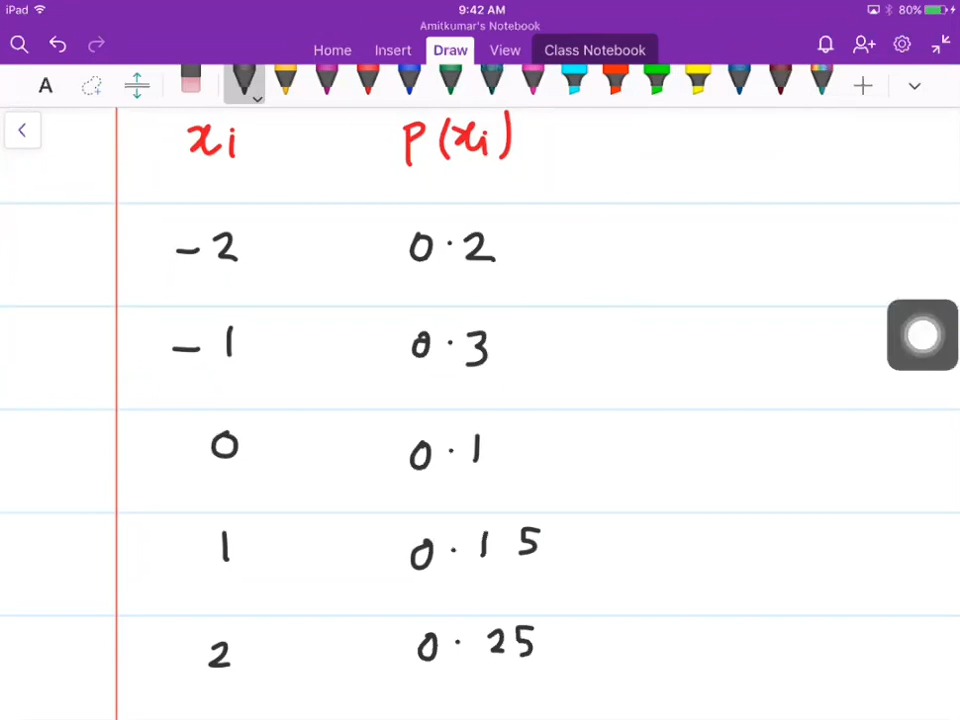 iPad 9:42 AM 80%
Amitkumar's Notebook
Home Insert Draw View Class Notebook
A
xi P(xi)
-2 0.2
-1 0.3
0 0.1
1 0.15
2 0.25